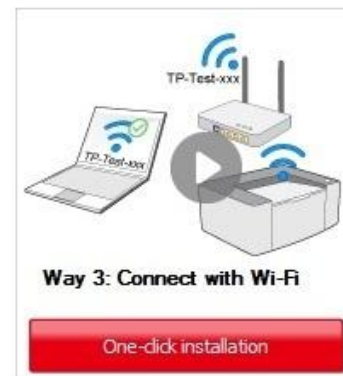 TP-Test-xxx
TP-Test-xxx
Way 3: Connect with Wi-Fi
One-click installation